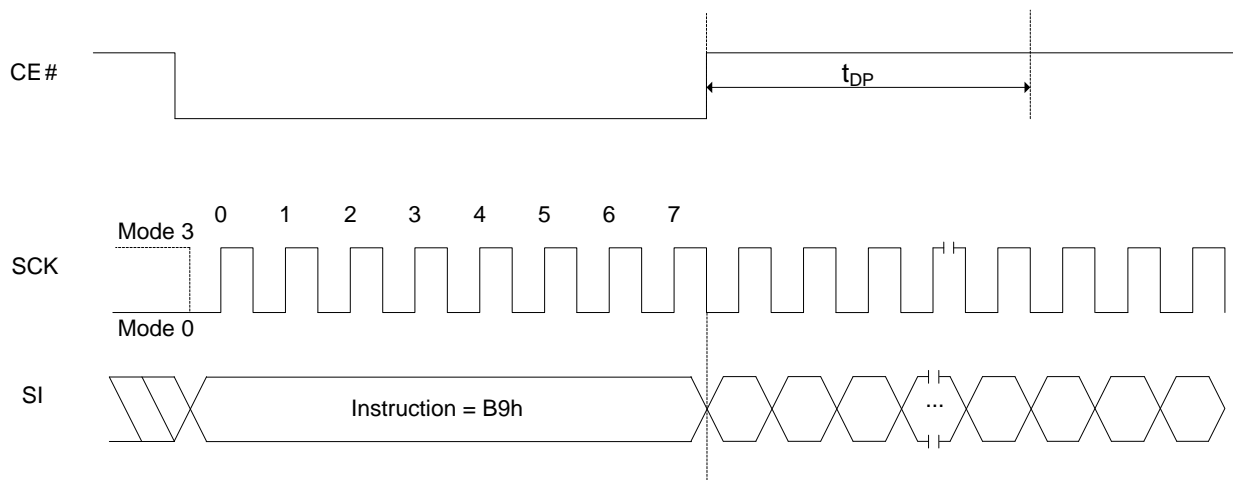 CE#
tDP
0 1 2 3 4 5 6 7
Mode 3
SCK
Mode 0
SI
Instruction = B9h
...